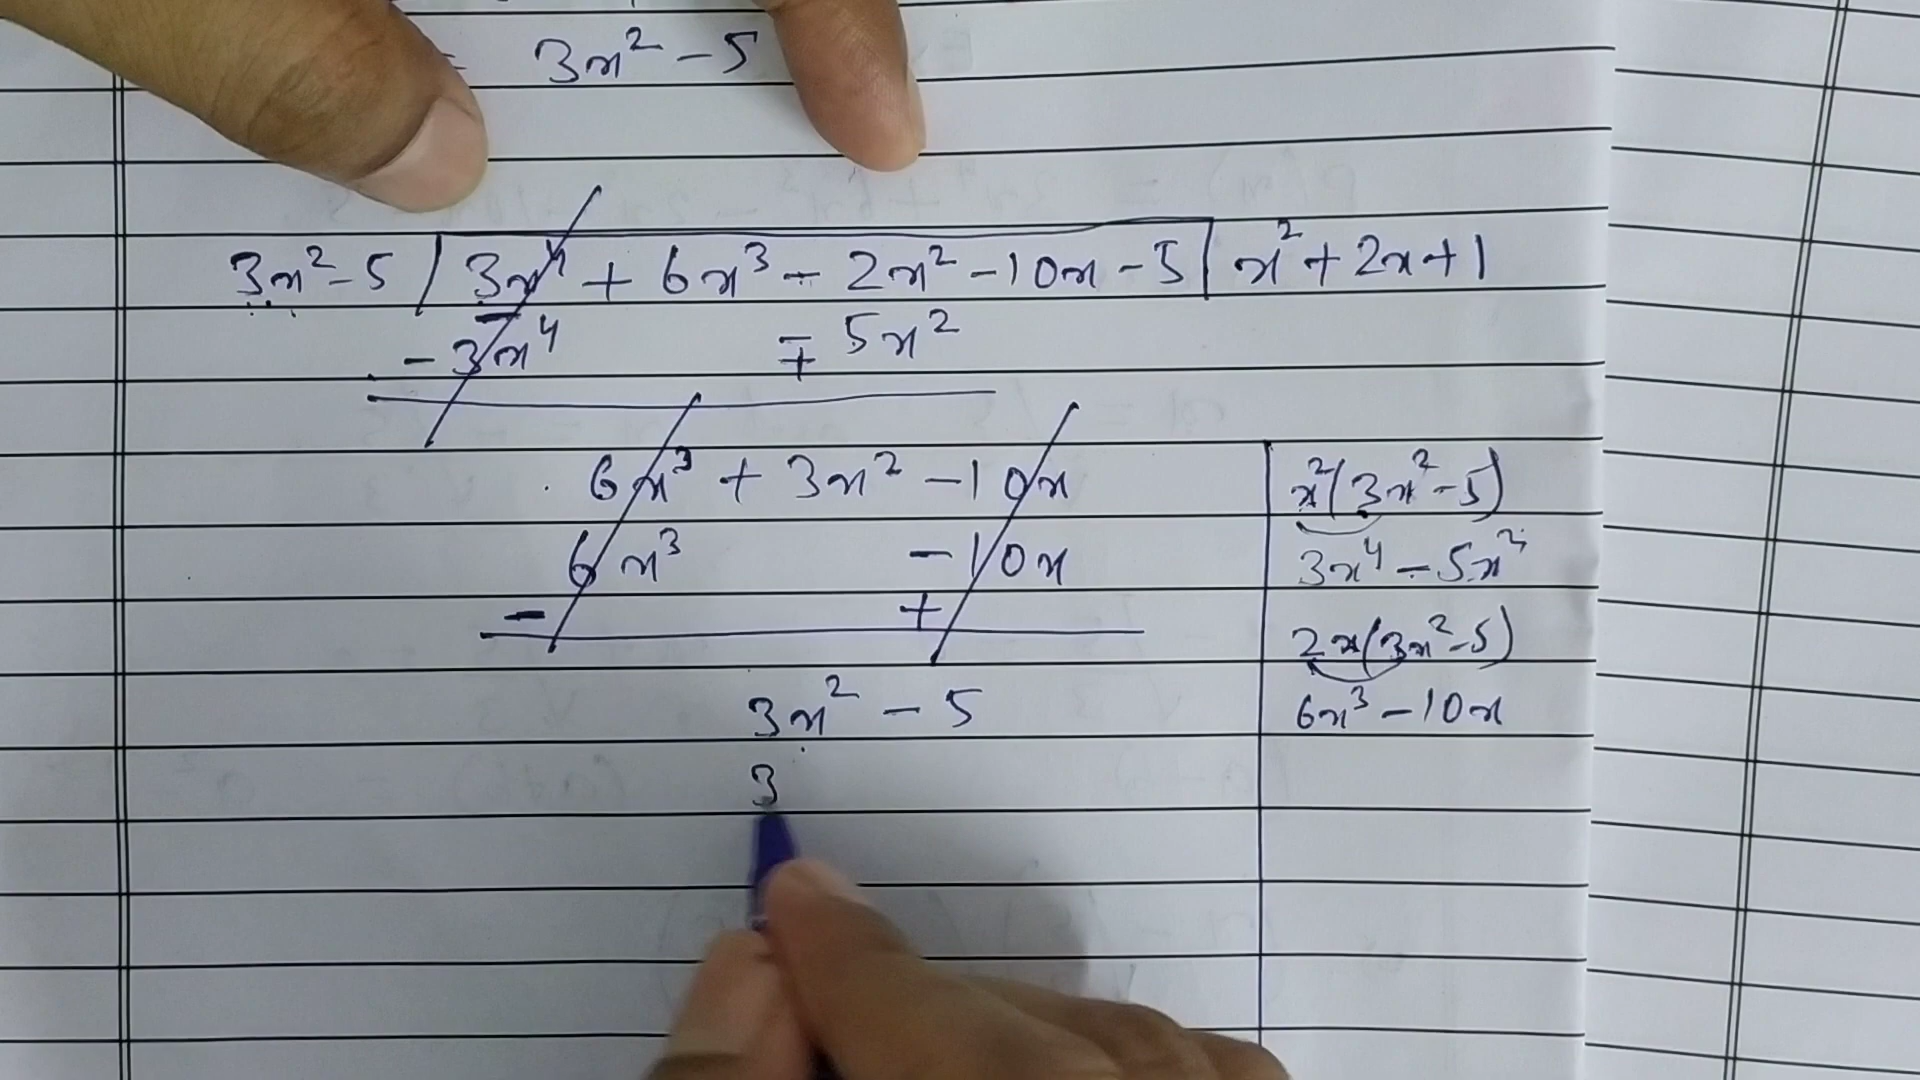 = 3x² - 5
3x² - 5 | 3x⁴ + 6x³ - 2x² - 10x - 5 | x² + 2x + 1
- 3x⁴ ∓ 5x²
6x³ + 3x² - 10x
6x³ - 10x
- +
3x² - 5
3
x²(3x² - 5)
3x⁴ - 5x²
2x(3x² - 5)
6x³ - 10x